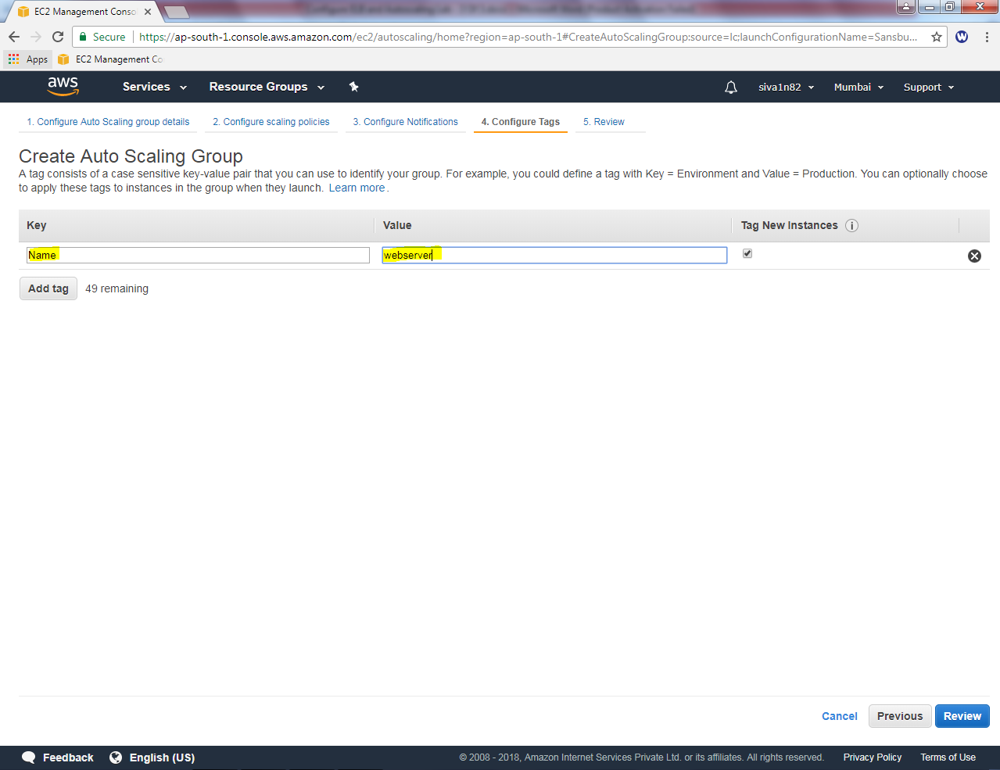 EC2 Management Conso
Secure https://ap-south-1.console.aws.amazon.com/ec2/autoscaling/home?region=ap-south-1#CreateAutoScalingGroup:source=lc;launchConfigurationName=Sansbu...
Apps EC2 Management Co
aws Services Resource Groups siva1n82 Mumbai Support
1. Configure Auto Scaling group details 2. Configure scaling policies 3. Configure Notifications 4. Configure Tags 5. Review
Create Auto Scaling Group
A tag consists of a case sensitive key-value pair that you can use to identify your group. For example, you could define a tag with Key = Environment and Value = Production. You can optionally choose
to apply these tags to instances in the group when they launch. Learn more.
Key Value Tag New Instances
Name webserver
Add tag 49 remaining
Cancel Previous Review
Feedback English (US) © 2008 - 2018, Amazon Internet Services Private Ltd. or its affiliates. All rights reserved. Privacy Policy Terms of Use